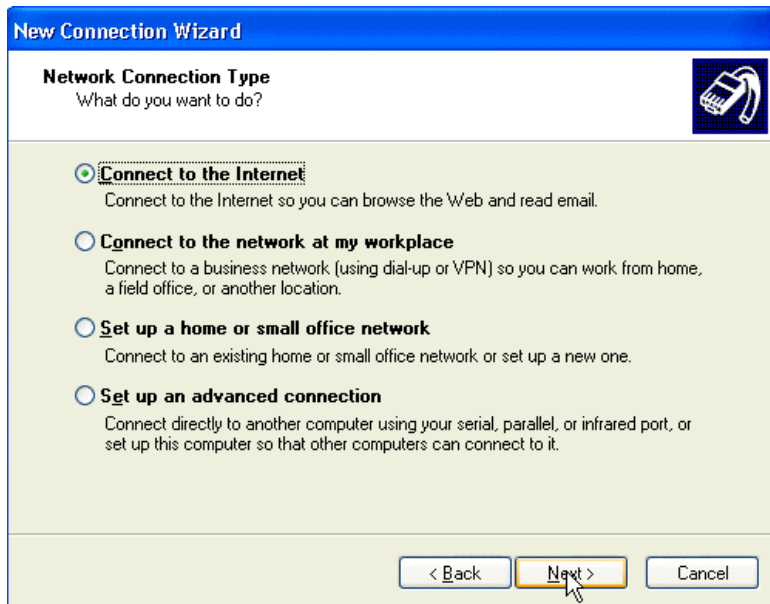 New Connection Wizard
Network Connection Type
What do you want to do?
Connect to the Internet
Connect to the Internet so you can browse the Web and read email.
Connect to the network at my workplace
Connect to a business network (using dial-up or VPN) so you can work from home,
a field office, or another location.
Set up a home or small office network
Connect to an existing home or small office network or set up a new one.
Set up an advanced connection
Connect directly to another computer using your serial, parallel, or infrared port, or
set up this computer so that other computers can connect to it.
< Back Next > Cancel